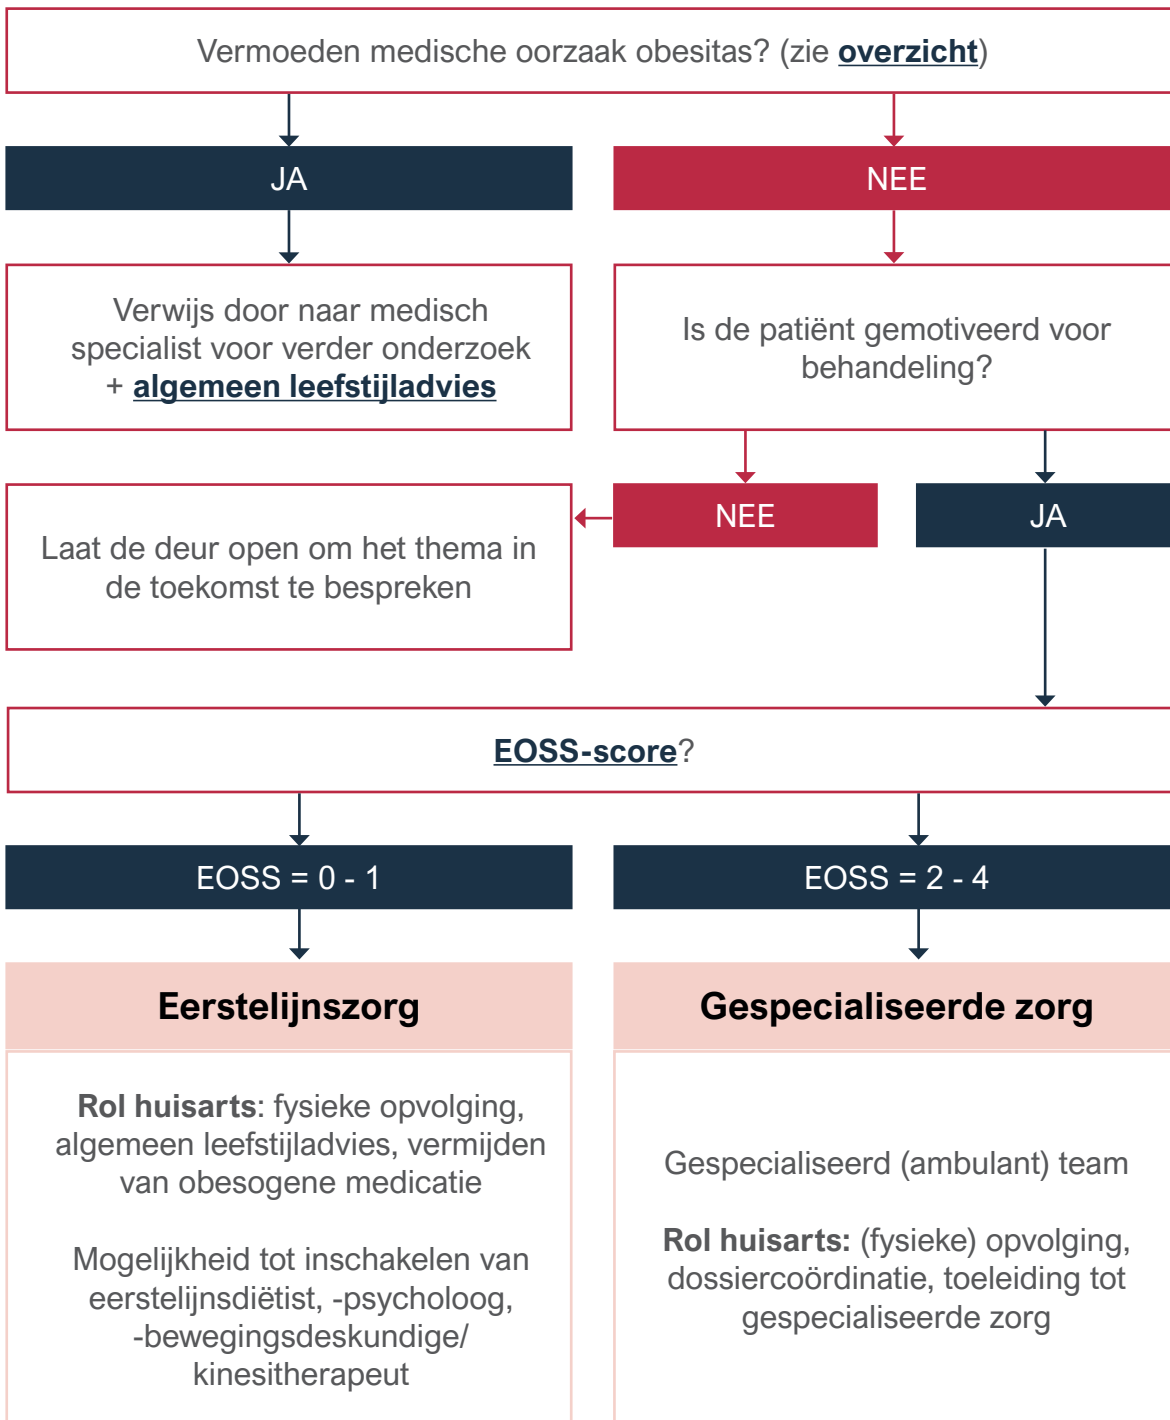 Vermoeden medische oorzaak obesitas? (zie overzicht)
JA
NEE
Verwijs door naar medisch
specialist voor verder onderzoek
+ algemeen leefstijladvies
Is de patiënt gemotiveerd voor
behandeling?
NEE
JA
Laat de deur open om het thema in
de toekomst te bespreken
EOSS-score?
EOSS = 0 - 1
EOSS = 2 - 4
Eerstelijnszorg
Rol huisarts: fysieke opvolging,
algemeen leefstijladvies, vermijden
van obesogene medicatie
Mogelijkheid tot inschakelen van
eerstelijnsdiëtist, -psycholoog,
-bewegingsdeskundige/
kinesitherapeut
Gespecialiseerde zorg
Gespecialiseerd (ambulant) team
Rol huisarts: (fysieke) opvolging,
dossiercoördinatie, toeleiding tot
gespecialiseerde zorg